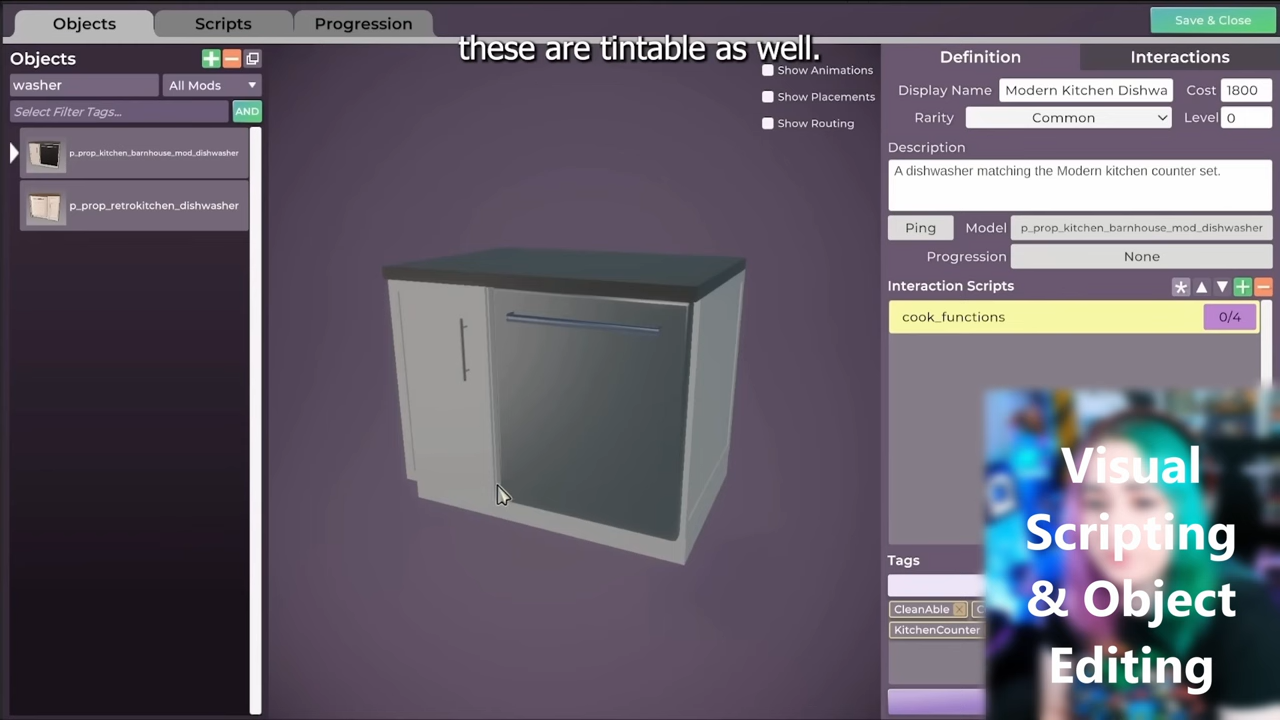 Objects
Scripts
Progression
Save & Close
these are tintable as well.
Objects
washer
All Mods
Select Filter Tags...
AND
p_prop_kitchen_barnhouse_mod_dishwasher
p_prop_retrokitchen_dishwasher
Show Animations
Show Placements
Show Routing
Definition
Interactions
Display Name
Modern Kitchen Dishwa
Cost
1800
Rarity
Common
Level
0
Description
A dishwasher matching the Modern kitchen counter set.
Ping
Model
p_prop_kitchen_barnhouse_mod_dishwasher
Progression
None
Interaction Scripts
cook_functions
0/4
Tags
CleanAble
KitchenCounter
Visual
Scripting
& Object
Editing